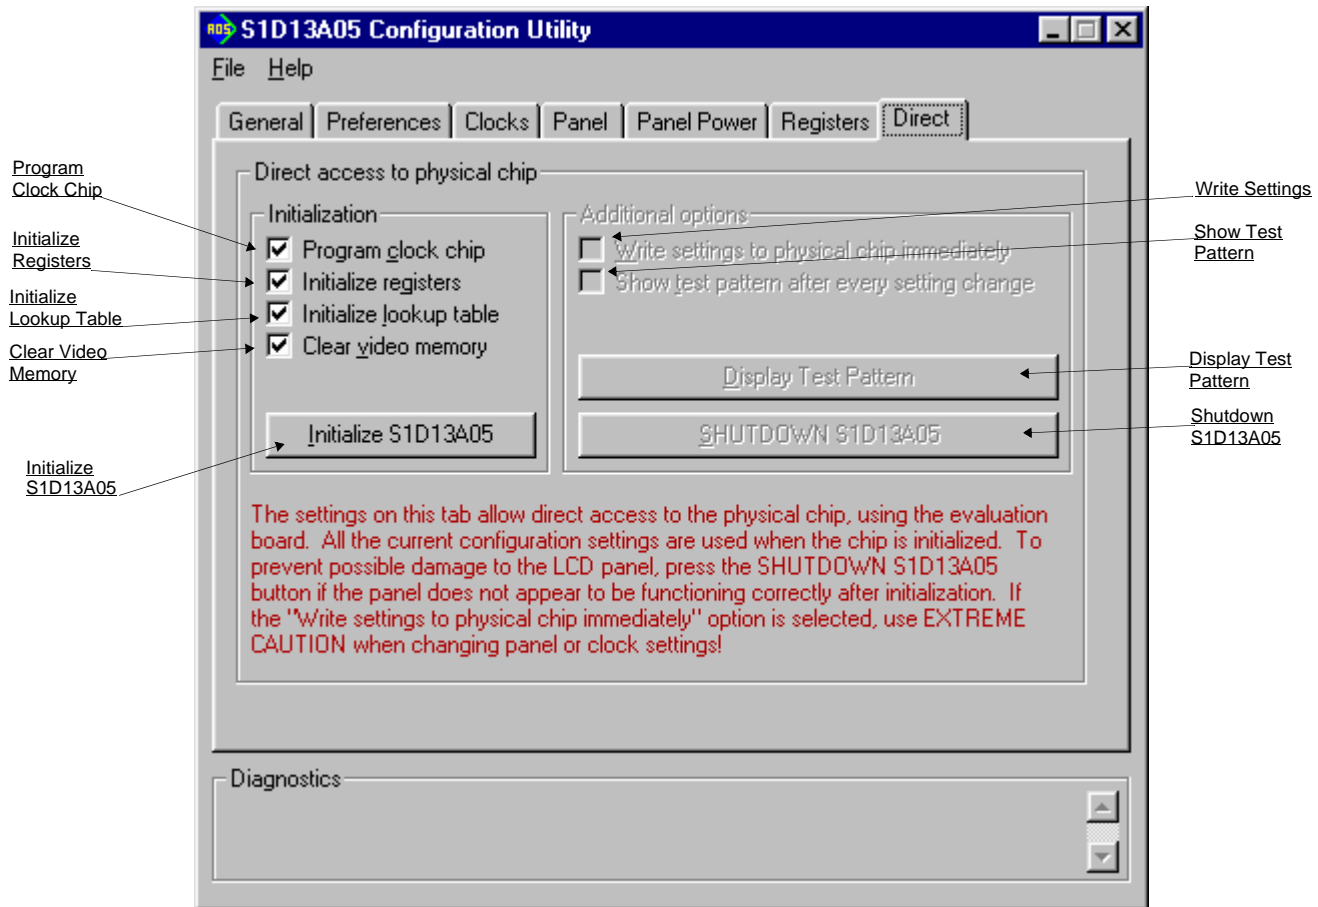 A05 S1D13A05 Configuration Utility
File Help
General Preferences Clocks Panel Panel Power Registers Direct
Direct access to physical chip
Initialization
Program clock chip
Initialize registers
Initialize lookup table
Clear video memory
Initialize S1D13A05
Additional options
Write settings to physical chip immediately
Show test pattern after every setting change
Display Test Pattern
SHUTDOWN S1D13A05
The settings on this tab allow direct access to the physical chip, using the evaluation
board. All the current configuration settings are used when the chip is initialized. To
prevent possible damage to the LCD panel, press the SHUTDOWN S1D13A05
button if the panel does not appear to be functioning correctly after initialization. If
the "Write settings to physical chip immediately" option is selected, use EXTREME
CAUTION when changing panel or clock settings!
Diagnostics
Program
Clock Chip
Initialize
Registers
Initialize
Lookup Table
Clear Video
Memory
Initialize
S1D13A05
Write Settings
Show Test
Pattern
Display Test
Pattern
Shutdown
S1D13A05